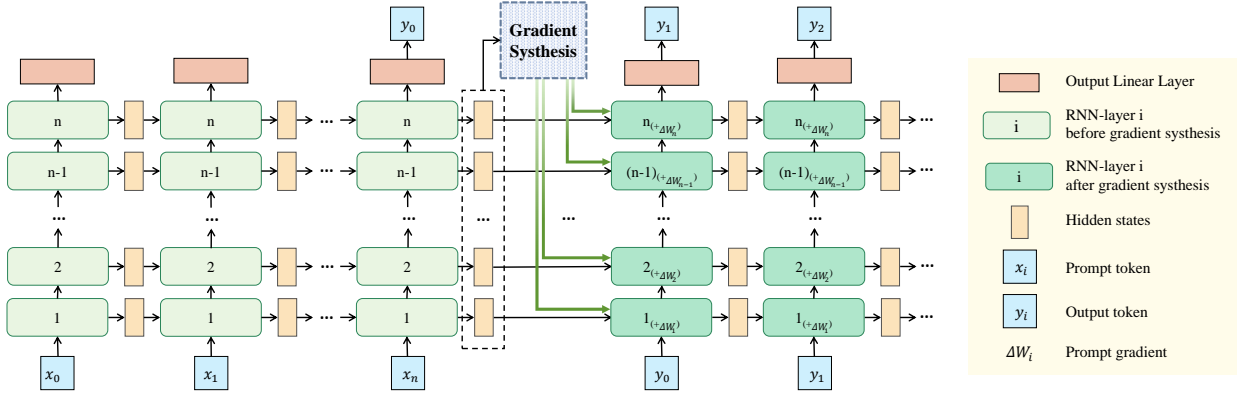 y₀
Gradient
Systhesis
y₁
y₂
n
n
...
n
n(+ΔWₙ)
n(+ΔWₙ)
...
n-1
n-1
...
n-1
(n-1)(+ΔWₙ₋₁)
(n-1)(+ΔWₙ₋₁)
...
...
...
...
...
...
...
...
2
2
...
2
2(+ΔW₂)
2(+ΔW₂)
...
1
1
...
1
1(+ΔW₁)
1(+ΔW₁)
...
x₀
x₁
xₙ
y₀
y₁
Output Linear Layer
i
RNN-layer i
before gradient systhesis
i
RNN-layer i
after gradient systhesis
Hidden states
xᵢ
Prompt token
yᵢ
Output token
ΔWᵢ
Prompt gradient